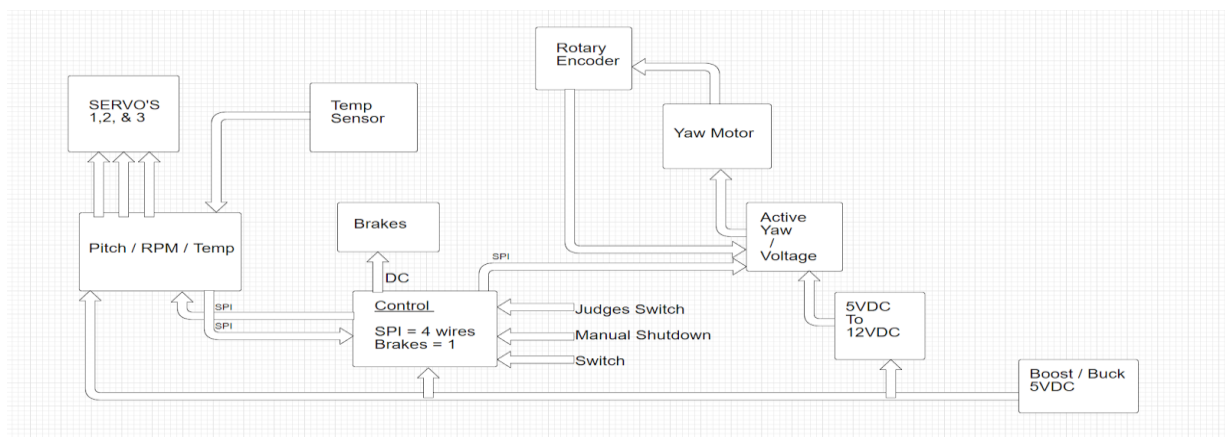 Rotary
Encoder
SERVO'S
1,2, & 3
Temp
Sensor
Yaw Motor
Brakes
Active
Yaw
/
Voltage
Pitch / RPM / Temp
SPI
DC
SPI
Control
SPI
SPI = 4 wires
Brakes = 1
Judges Switch
Manual Shutdown
Switch
5VDC
To
12VDC
Boost / Buck
5VDC